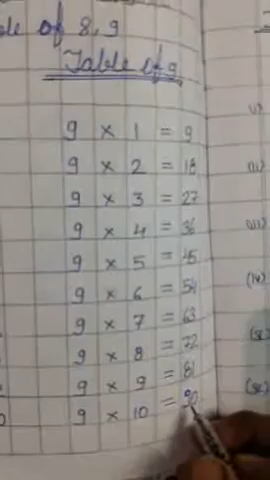 of 8,9
Table of 9
9 × 1 = 9
9 × 2 = 18
9 × 3 = 27
9 × 4 = 36
9 × 5 = 45
9 × 6 = 54
9 × 7 = 63
9 × 8 = 72
9 × 9 = 81
9 × 10 = 90